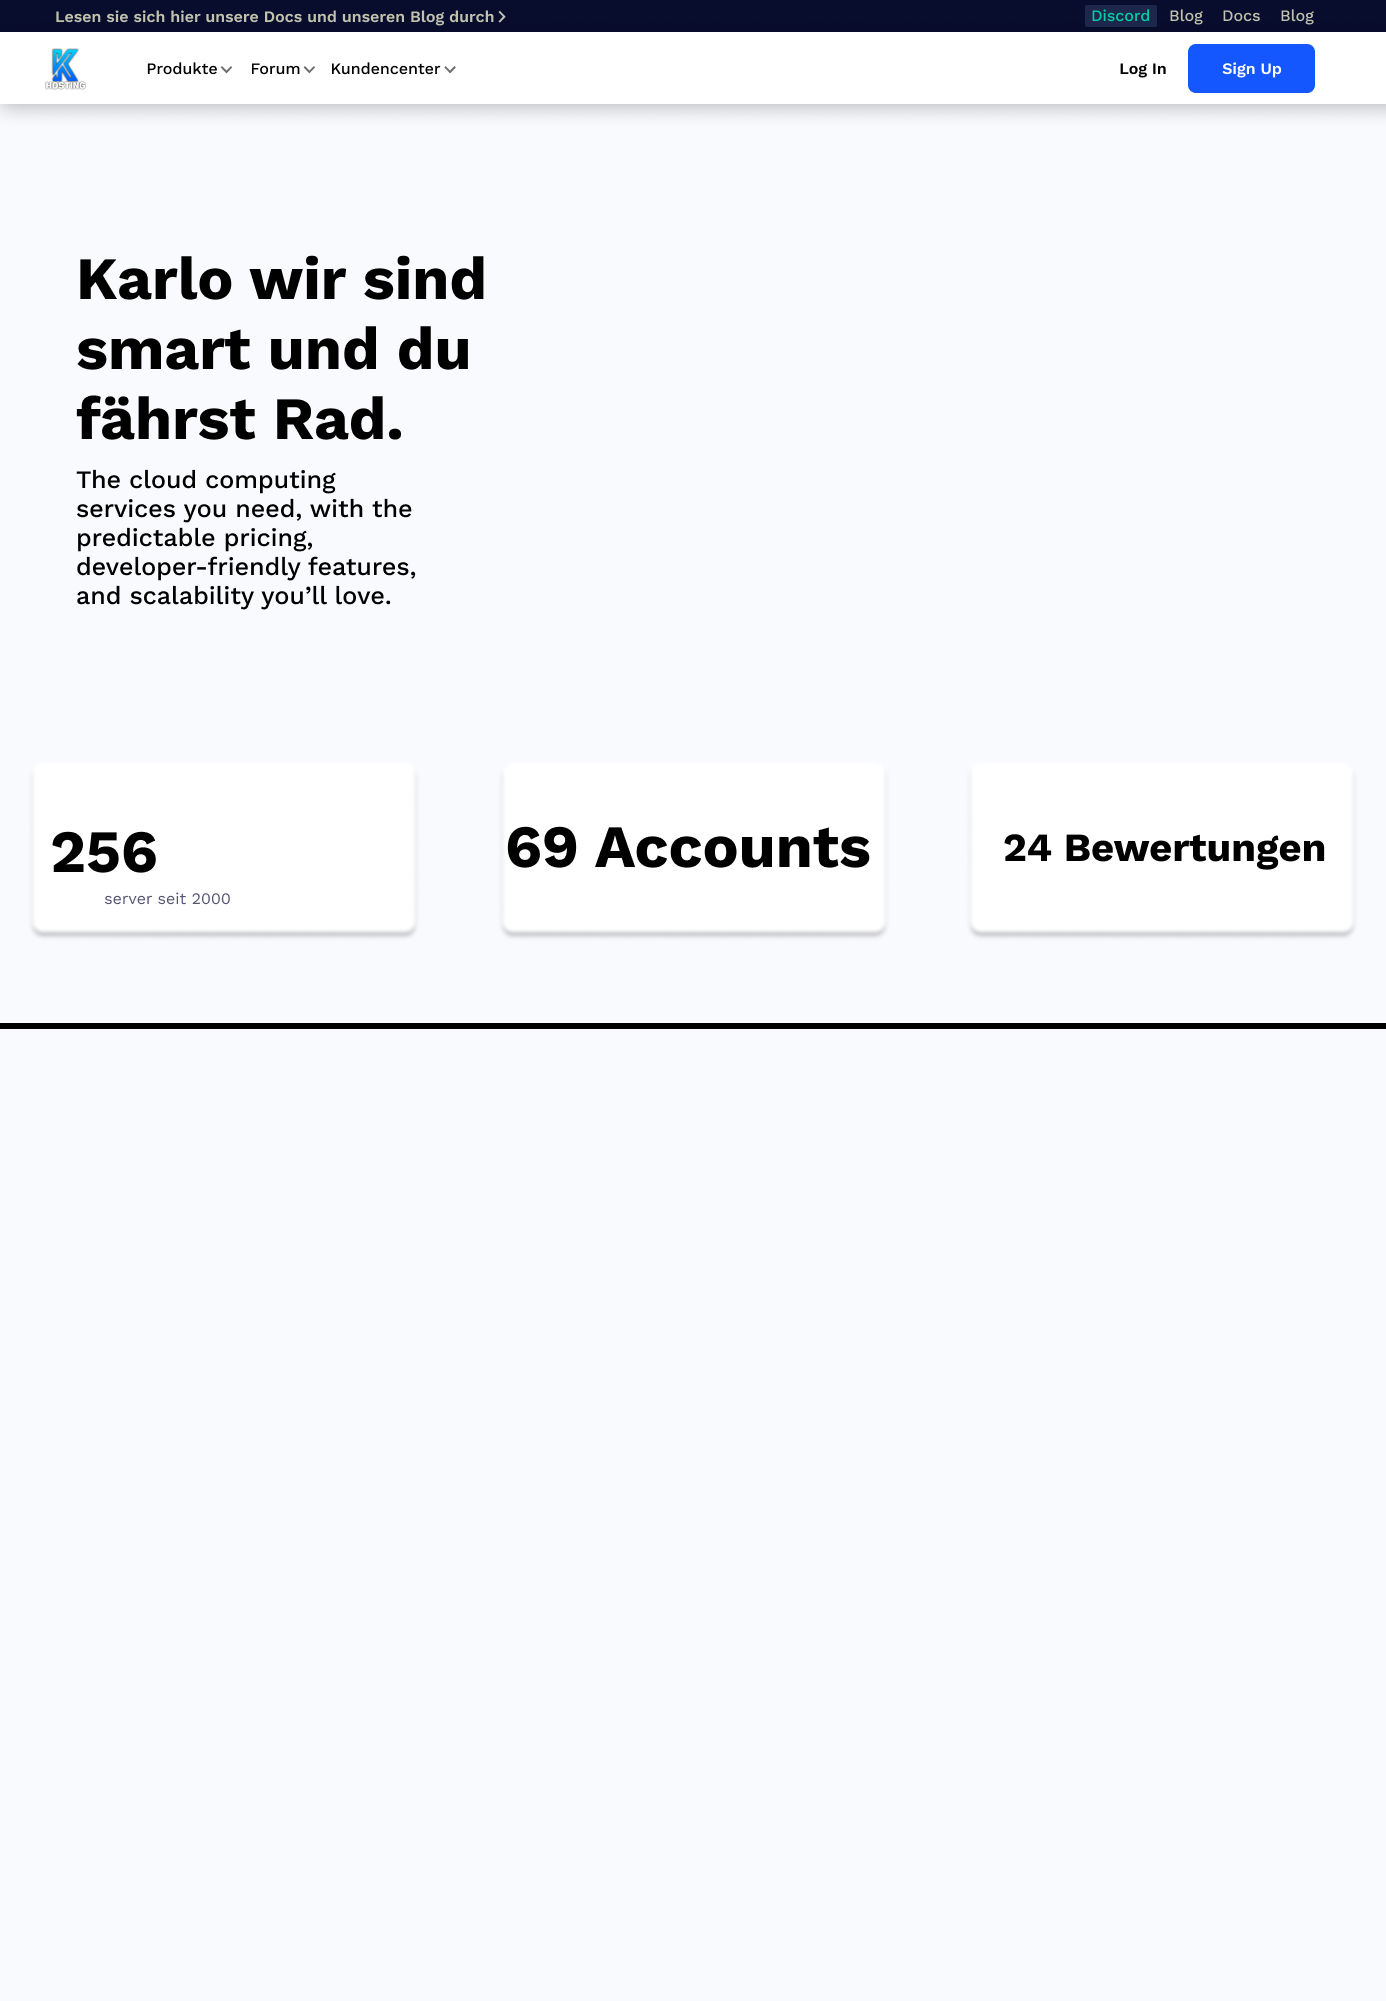 Lesen sie sich hier unsere Docs und unseren Blog durch
Discord Blog Docs Blog
HOSTING
Produkte Forum Kundencenter
Log In Sign Up
Karlo wir sind
smart und du
fährst Rad.
The cloud computing
services you need, with the
predictable pricing,
developer-friendly features,
and scalability you’ll love.
256
server seit 2000
69 Accounts
24 Bewertungen